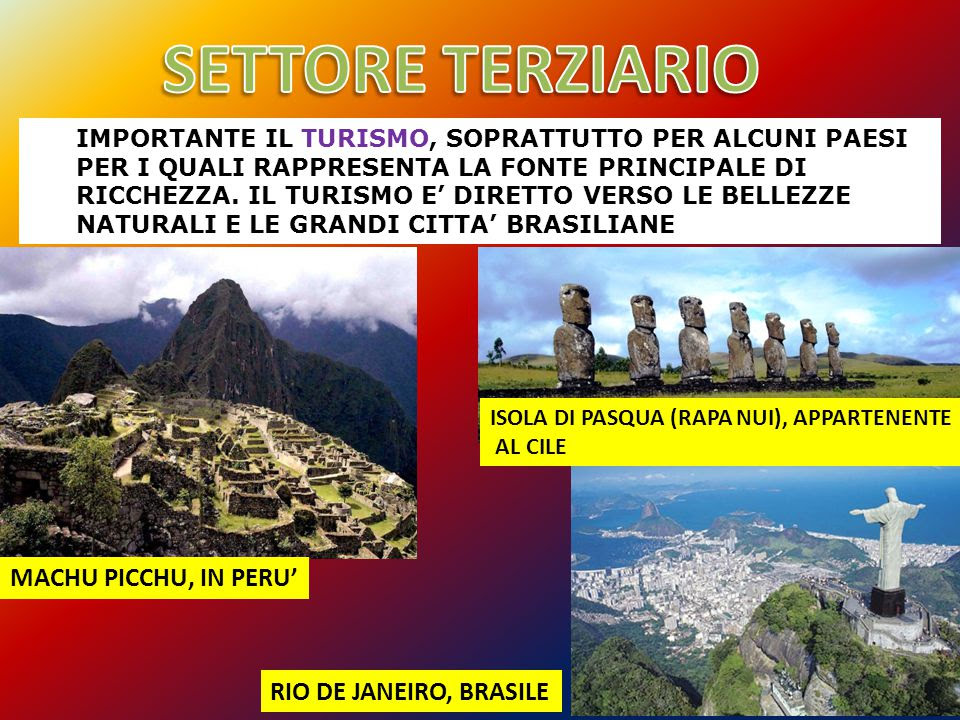 SETTORE TERZIARIO
IMPORTANTE IL TURISMO, SOPRATTUTTO PER ALCUNI PAESI
PER I QUALI RAPPRESENTA LA FONTE PRINCIPALE DI
RICCHEZZA. IL TURISMO E’ DIRETTO VERSO LE BELLEZZE
NATURALI E LE GRANDI CITTA’ BRASILIANE
ISOLA DI PASQUA (RAPA NUI), APPARTENENTE
AL CILE
MACHU PICCHU, IN PERU’
RIO DE JANEIRO, BRASILE